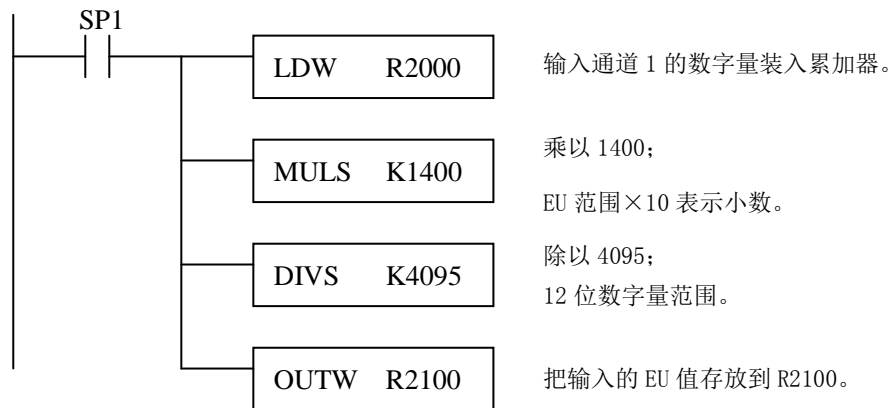 SP1
LDW R2000
输入通道 1 的数字量装入累加器。
MULS K1400
乘以 1400；
EU 范围×10 表示小数。
DIVS K4095
除以 4095；
12 位数字量范围。
OUTW R2100
把输入的 EU 值存放到 R2100。